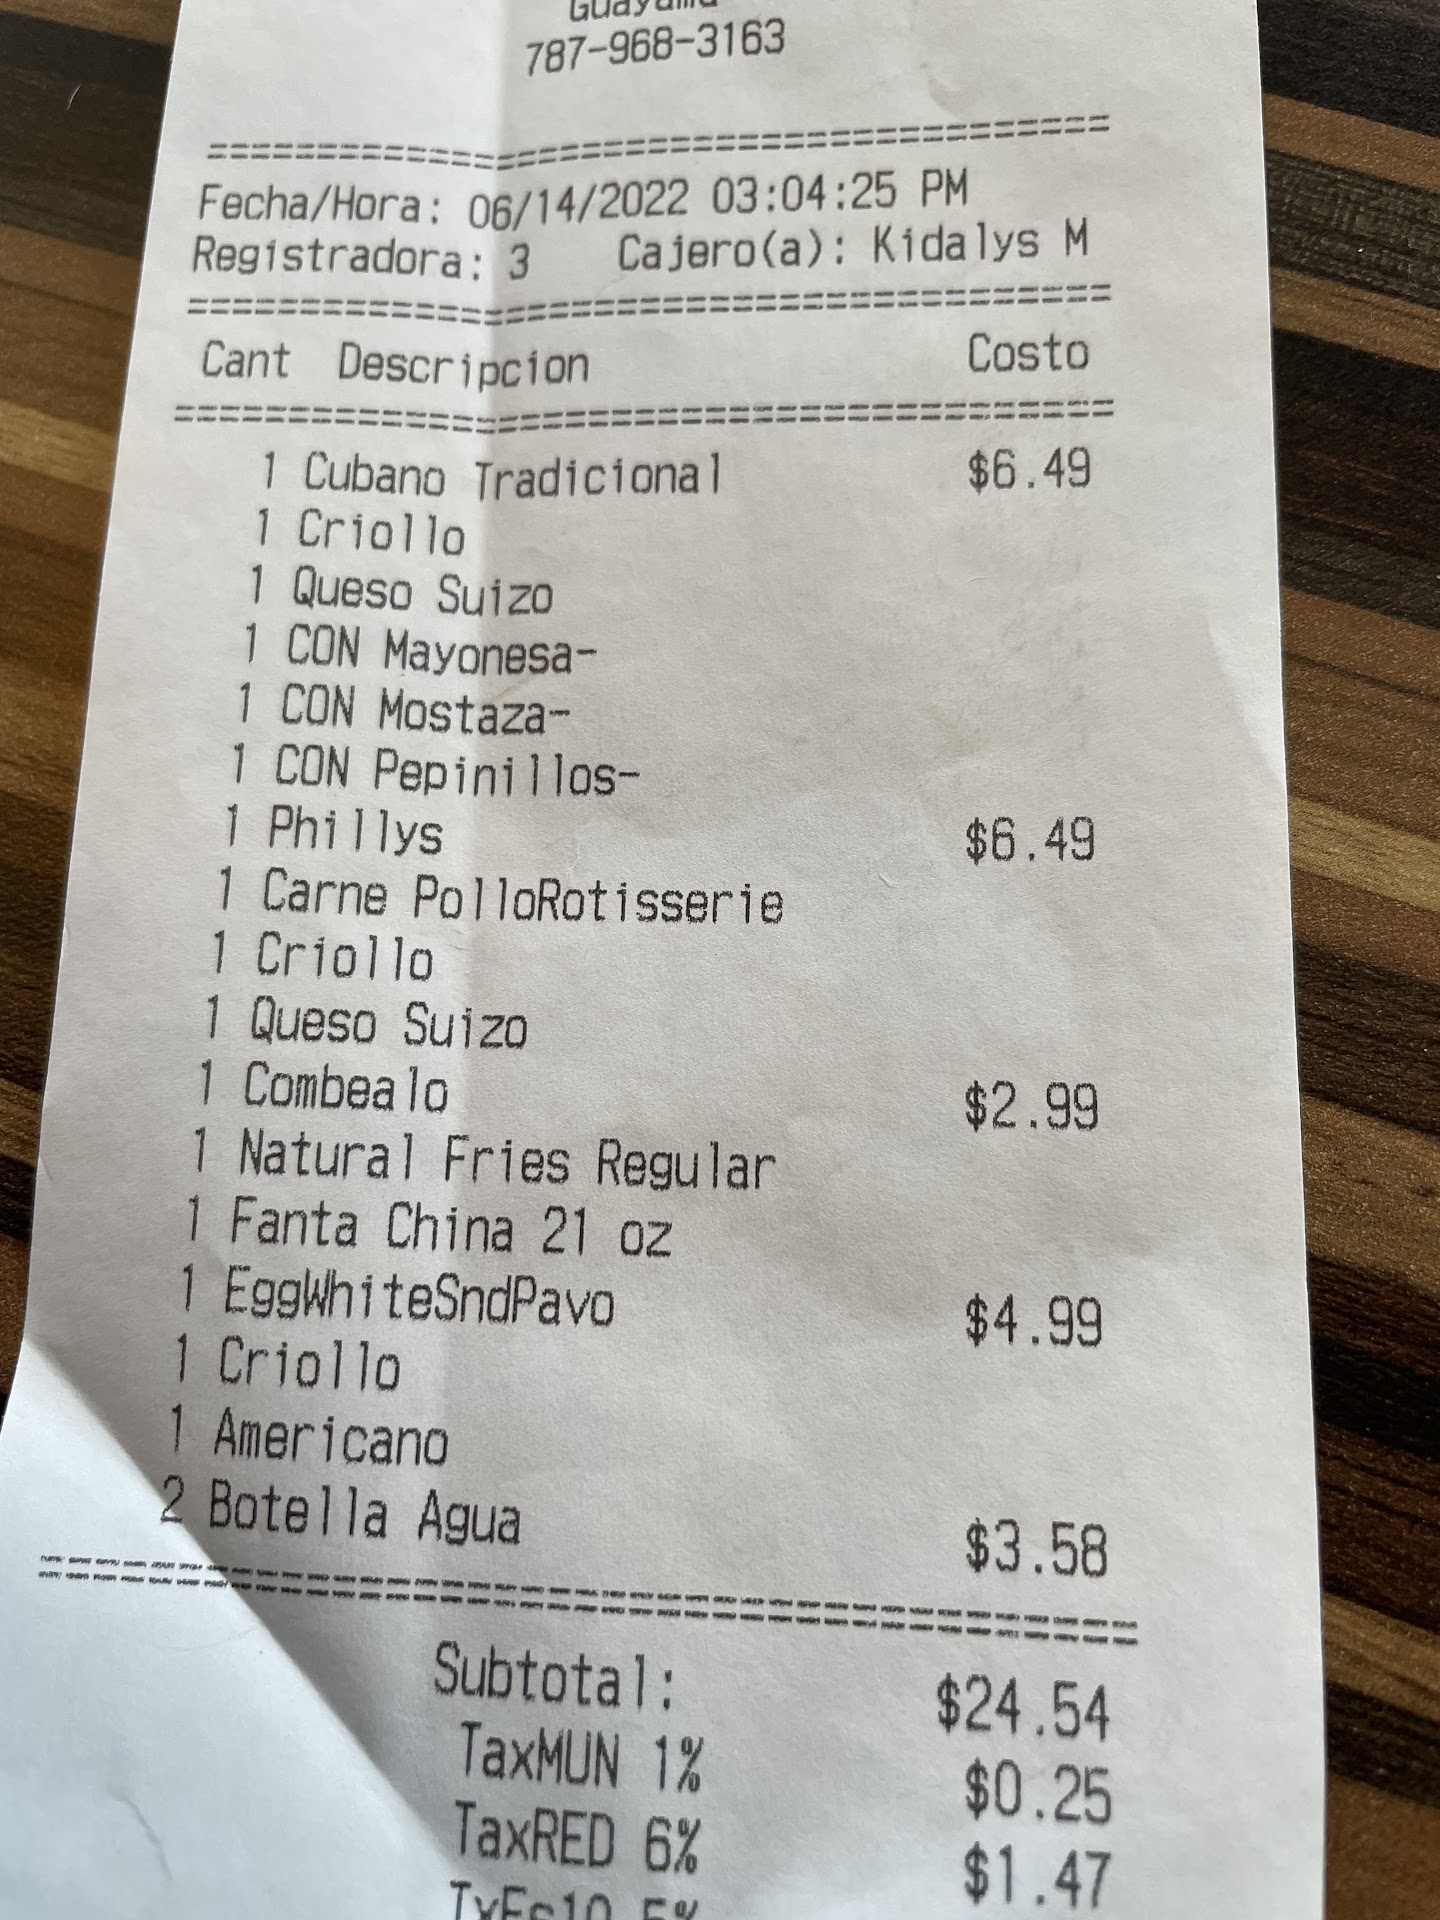 Guayama
787-968-3163
========================================
Fecha/Hora: 06/14/2022 03:04:25 PM
Registradora: 3 Cajero(a): Kidalys M
========================================
Cant Descripcion Costo
========================================
1 Cubano Tradicional $6.49
1 Criollo
1 Queso Suizo
1 CON Mayonesa-
1 CON Mostaza-
1 CON Pepinillos-
1 Phillys $6.49
1 Carne PolloRotisserie
1 Criollo
1 Queso Suizo
1 Combealo $2.99
1 Natural Fries Regular
1 Fanta China 21 oz
1 EggWhiteSndPavo $4.99
1 Criollo
1 Americano
2 Botella Agua $3.58
========================================
Subtotal: $24.54
TaxMUN 1% $0.25
TaxRED 6% $1.47
5%